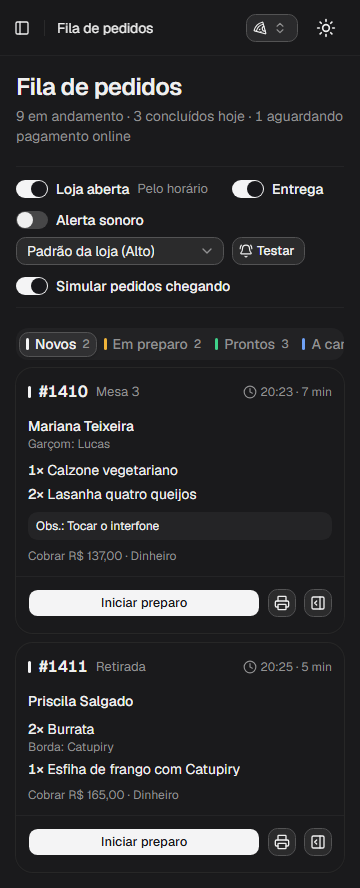 Fila de pedidos
Fila de pedidos
9 em andamento · 3 concluídos hoje · 1 aguardando
pagamento online
Loja aberta Pelo horário Entrega
Alerta sonoro
Padrão da loja (Alto) Testar
Simular pedidos chegando
Novos 2 Em preparo 2 Prontos 3 A car
#1410 Mesa 3 20:23 · 7 min
Mariana Teixeira
Garçom: Lucas
1× Calzone vegetariano
2× Lasanha quatro queijos
Obs.: Tocar o interfone
Cobrar R$ 137,00 · Dinheiro
Iniciar preparo
#1411 Retirada 20:25 · 5 min
Priscila Salgado
2× Burrata
Borda: Catupiry
1× Esfiha de frango com Catupiry
Cobrar R$ 165,00 · Dinheiro
Iniciar preparo